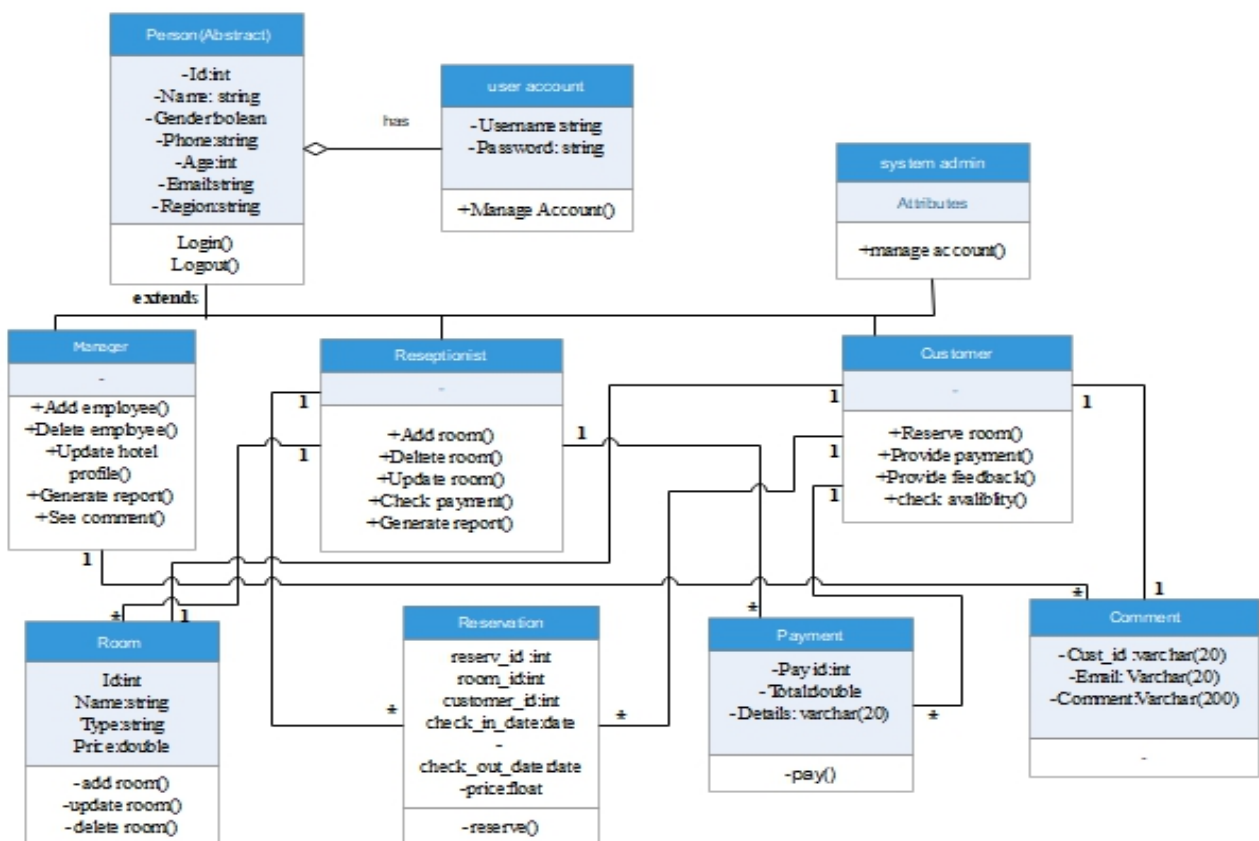 Person(Abstract)
-Id:int
-Name: string
-Gender:bolean
-Phone:string
-Age:int
-Email:string
-Region:string
Login()
Logout()
has
user account
-Username:string
-Password: string
+Manage Account()
system admin
Attributes
+manage account()
extends
Manager
-
+Add employee()
+Delete employee()
+Update hotel
profile()
+Generate report()
+See comment()
Reseptionist
-
+Add room()
+Deltete room()
+Update room()
+Check payment()
+Generate report()
Customer
-
+Reserve room()
+Provide payment()
+Provide feedback()
+check avaliblity()
1
1
1
1
1
1
1
1
*
1
*
*
1
Room
Id:int
Name:string
Type:string
Price:double
-add room()
-update room()
-delete room()
*
Reservation
reserv_id :int
room_id:int
customer_id:int
check_in_date:date
-
check_out_date:date
-price:float
-reserve()
*
Payment
-Pay id:int
-Total:double
-Details: varchar(20)
-pay()
*
Comment
-Cust_id :varchar(20)
-Email: Varchar(20)
-Comment:Varchar(200)
-